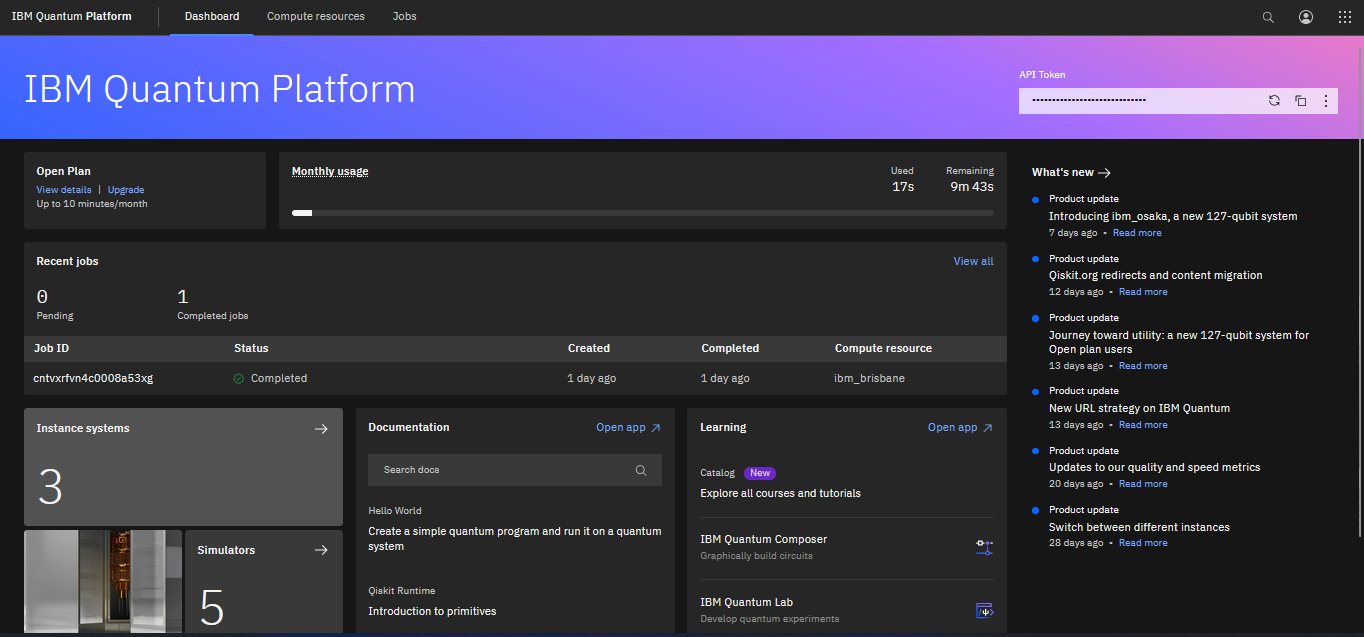 IBM Quantum Platform
Dashboard
Compute resources
Jobs
IBM Quantum Platform
API Token
Open Plan
View details | Upgrade
Up to 10 minutes/month
Monthly usage
Used
17s
Remaining
9m 43s
Recent jobs
View all
0
Pending
1
Completed jobs
Job ID Status Created Completed Compute resource
cntvxrfvn4c0008a53xg Completed 1 day ago 1 day ago ibm_brisbane
Instance systems
3
Simulators
5
Documentation
Open app
Search docs
Hello World
Create a simple quantum program and run it on a quantum
system
Qiskit Runtime
Introduction to primitives
Learning
Open app
Catalog New
Explore all courses and tutorials
IBM Quantum Composer
Graphically build circuits
IBM Quantum Lab
Develop quantum experiments
What's new
Product update
Introducing ibm_osaka, a new 127-qubit system
7 days ago • Read more
Product update
Qiskit.org redirects and content migration
12 days ago • Read more
Product update
Journey toward utility: a new 127-qubit system for
Open plan users
13 days ago • Read more
Product update
New URL strategy on IBM Quantum
13 days ago • Read more
Product update
Updates to our quality and speed metrics
20 days ago • Read more
Product update
Switch between different instances
28 days ago • Read more